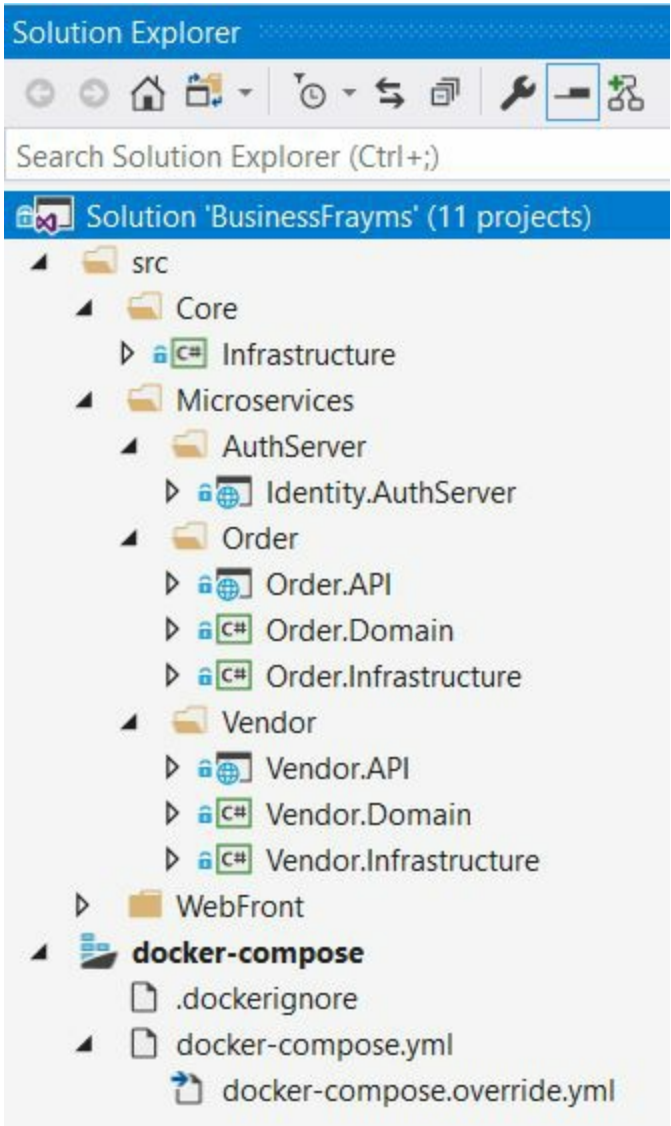 Solution Explorer
Search Solution Explorer (Ctrl+;)
Solution 'BusinessFrayms' (11 projects)
src
Core
C# Infrastructure
Microservices
AuthServer
Identity.AuthServer
Order
Order.API
C# Order.Domain
C# Order.Infrastructure
Vendor
Vendor.API
C# Vendor.Domain
C# Vendor.Infrastructure
WebFront
docker-compose
.dockerignore
docker-compose.yml
docker-compose.override.yml